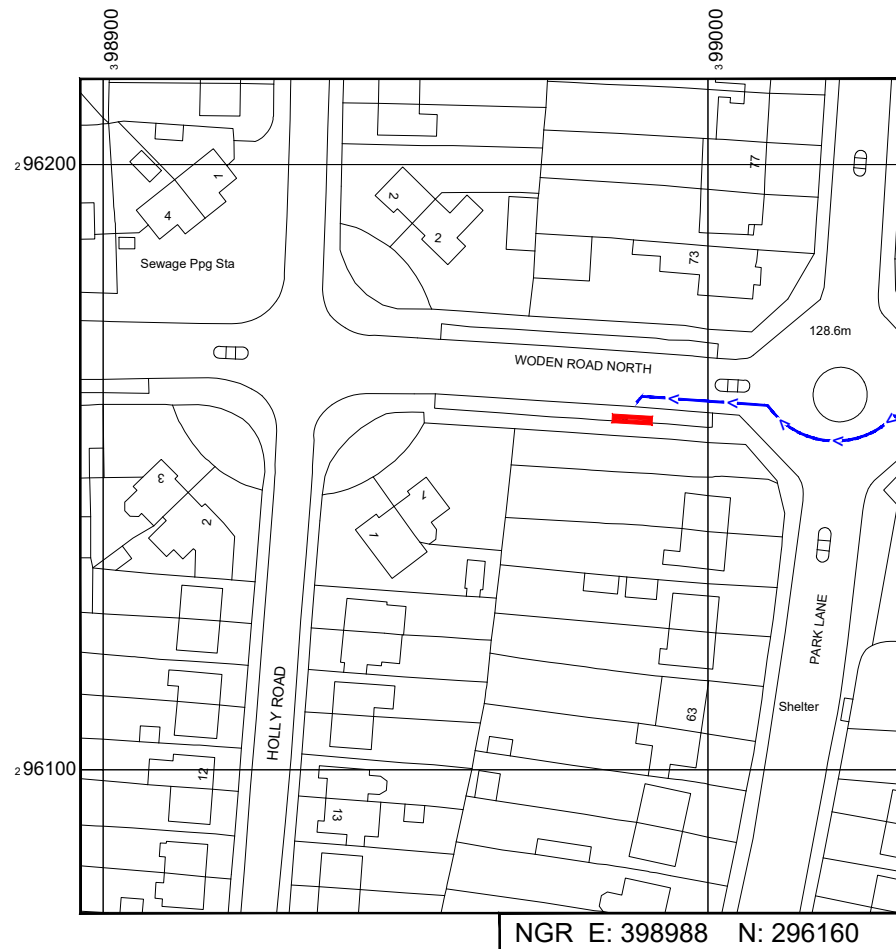 ³98900
³99000
²96200
77
1
4
2
2
73
Sewage Ppg Sta
128.6m
WODEN ROAD NORTH
3
2
1
1
PARK LANE
HOLLY ROAD
63
Shelter
²96100
12
13
NGR E: 398988 N: 296160